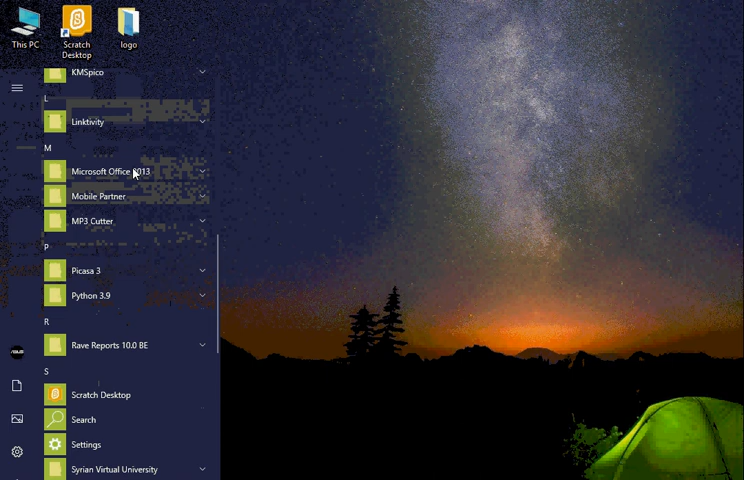 This PC
Scratch Desktop
logo
KMSpico
L
Linktivity
M
Microsoft Office 2013
Mobile Partner
MP3 Cutter
P
Picasa 3
Python 3.9
R
Rave Reports 10.0 BE
S
Scratch Desktop
Search
Settings
Syrian Virtual University